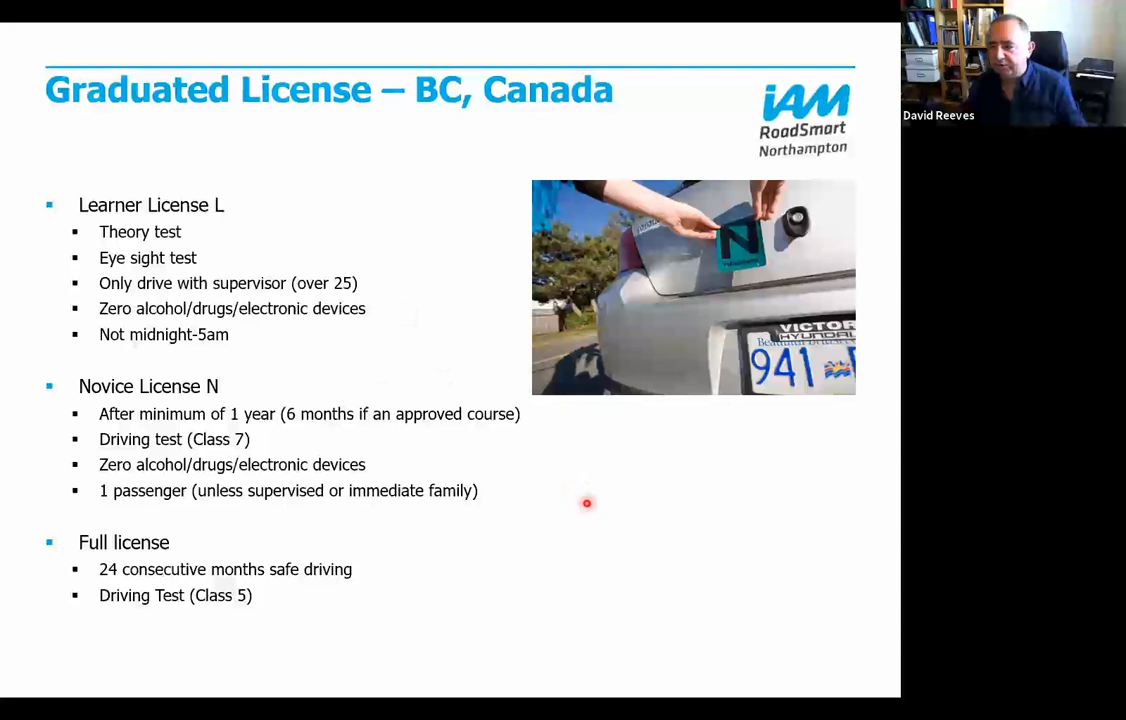 Graduated License – BC, Canada
iAM
RoadSmart
Northampton
Learner License L
Theory test
Eye sight test
Only drive with supervisor (over 25)
Zero alcohol/drugs/electronic devices
Not midnight-5am
Novice License N
After minimum of 1 year (6 months if an approved course)
Driving test (Class 7)
Zero alcohol/drugs/electronic devices
1 passenger (unless supervised or immediate family)
Full license
24 consecutive months safe driving
Driving Test (Class 5)
N
VICTOR
HYUNDAI
Beautiful
941
David Reeves